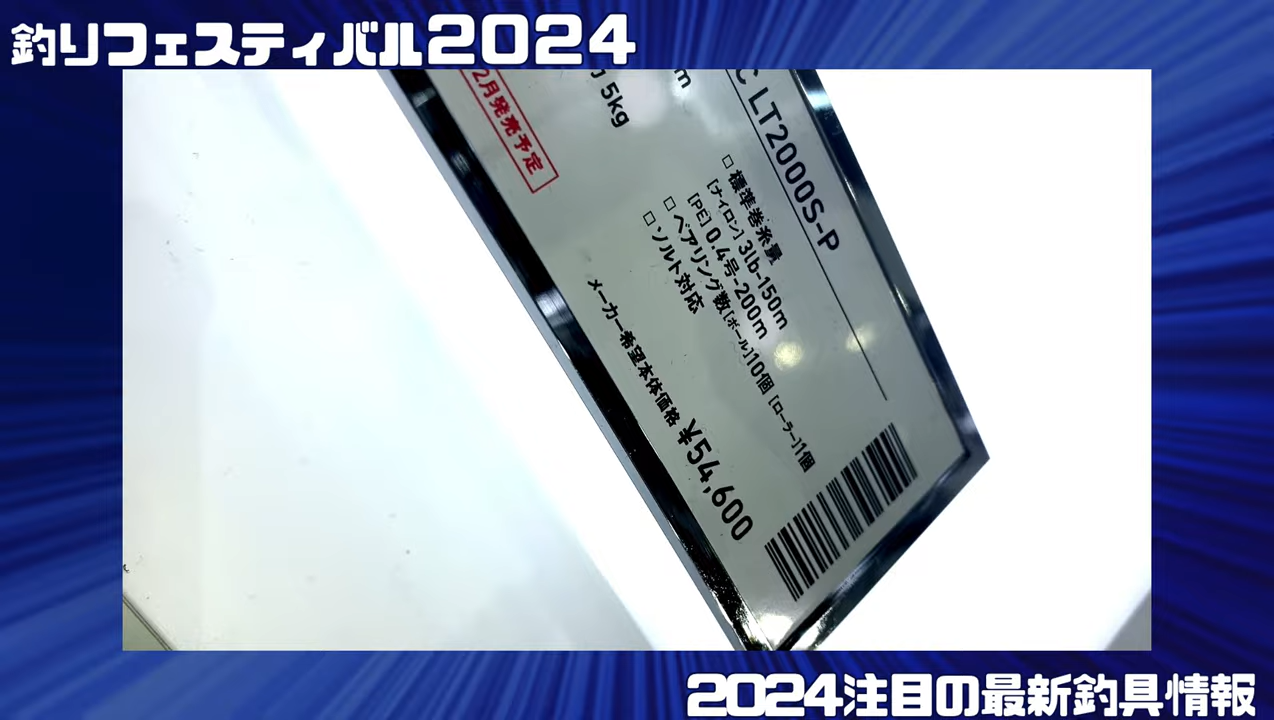 釣りフェスティバル2024
C LT2000S-P
□ 標準巻糸量
[ナイロン] 3lb-150m
[PE] 0.4号-200m
□ ベアリング数[ボール]10個 [ローラー]1個
□ ソルト対応
m
5kg
2月発売予定
メーカー希望本体価格 ¥54,600
2024注目の最新釣具情報